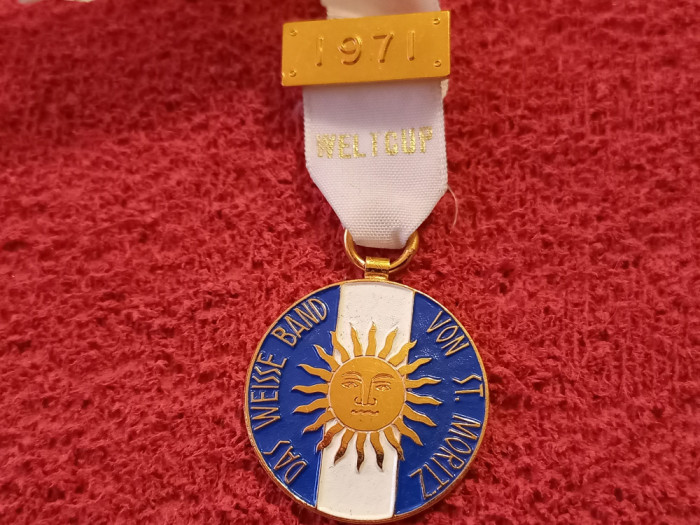 1971
WELTCUP
DAS WEISSE BAND VON ST. MORITZ